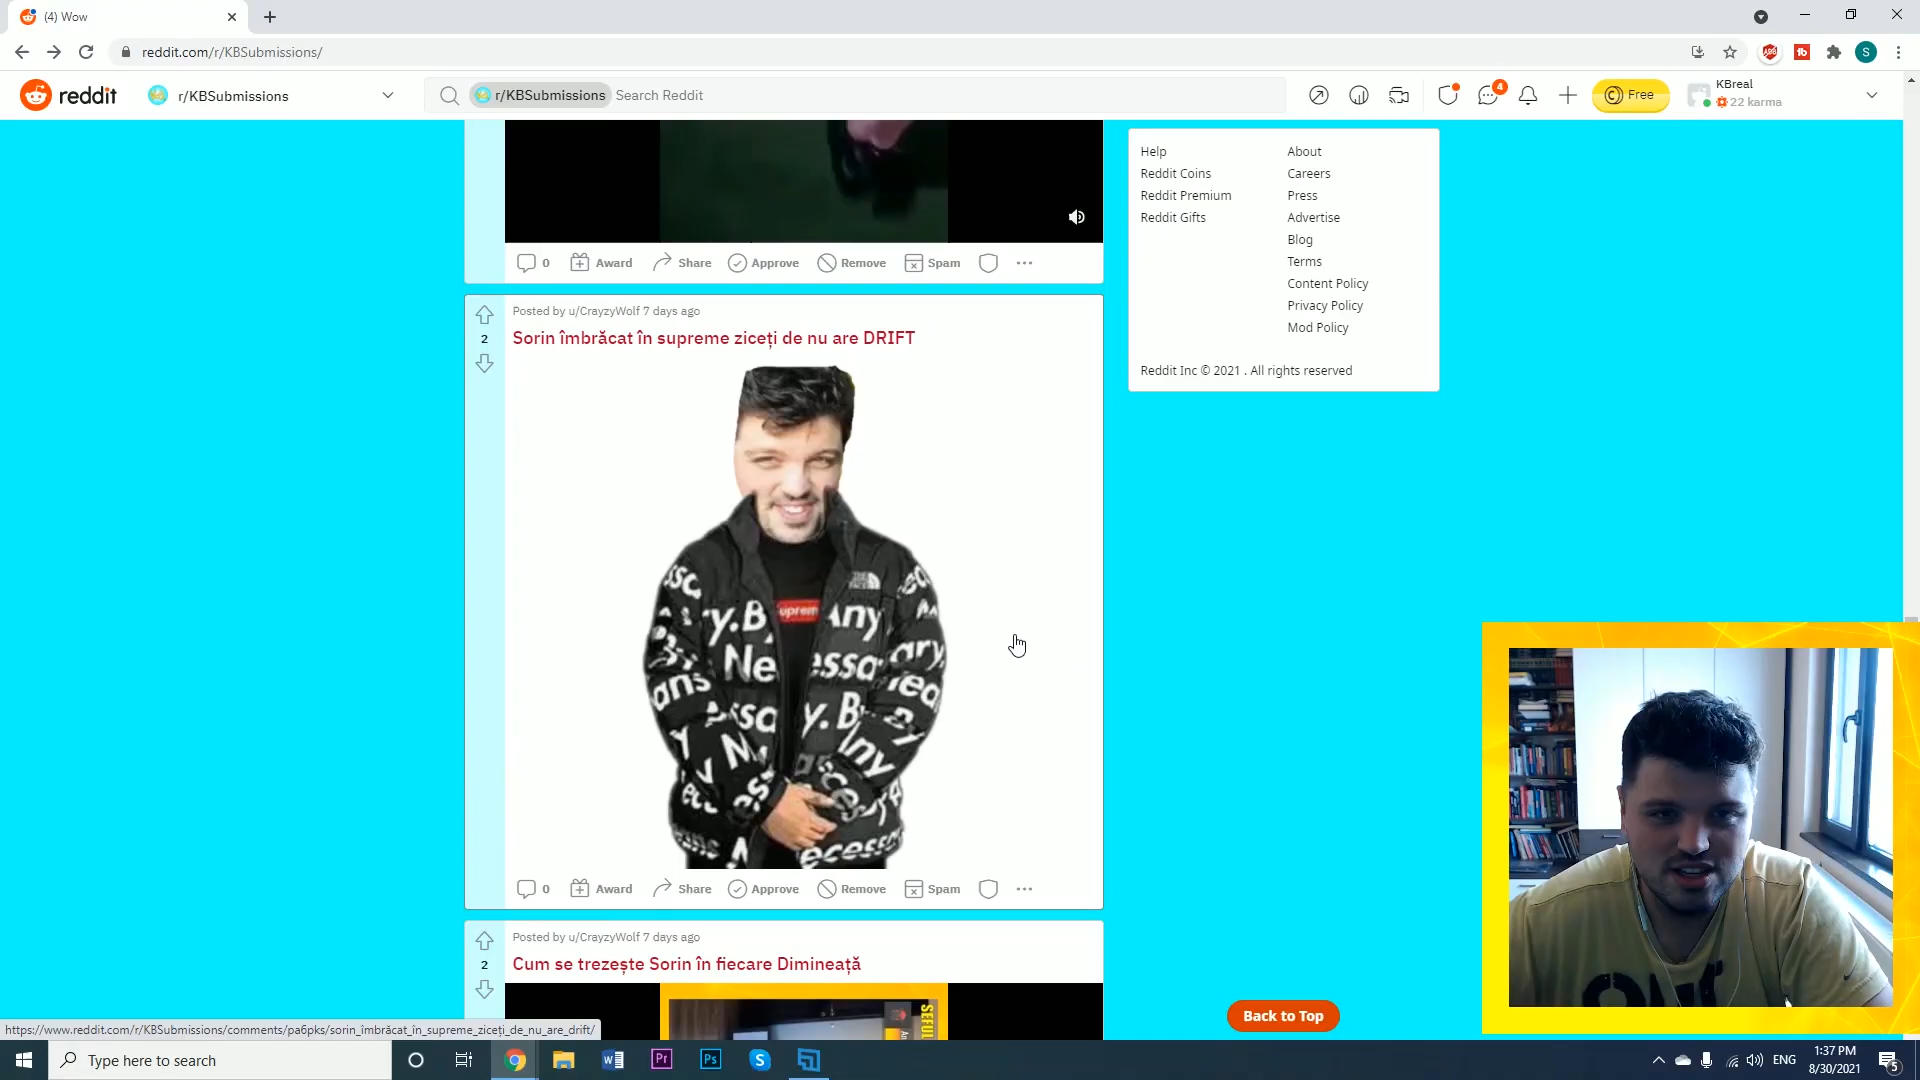 (4) Wow
reddit.com/r/KBSubmissions/
reddit
r/KBSubmissions
r/KBSubmissions Search Reddit
4
Free
KBreal
22 karma
0 Award Share Approve Remove Spam
Help
Reddit Coins
Reddit Premium
Reddit Gifts
About
Careers
Press
Advertise
Blog
Terms
Content Policy
Privacy Policy
Mod Policy
Reddit Inc © 2021 . All rights reserved
2
Posted by u/CrayzyWolf 7 days ago
Sorin îmbrăcat în supreme ziceți de nu are DRIFT
0 Award Share Approve Remove Spam
2
Posted by u/CrayzyWolf 7 days ago
Cum se trezește Sorin în fiecare Dimineață
SEFUL
Back to Top
https://www.reddit.com/r/KBSubmissions/comments/pa6pks/sorin_îmbrăcat_în_supreme_ziceți_de_nu_are_drift/
Type here to search
ENG
1:37 PM
8/30/2021
5